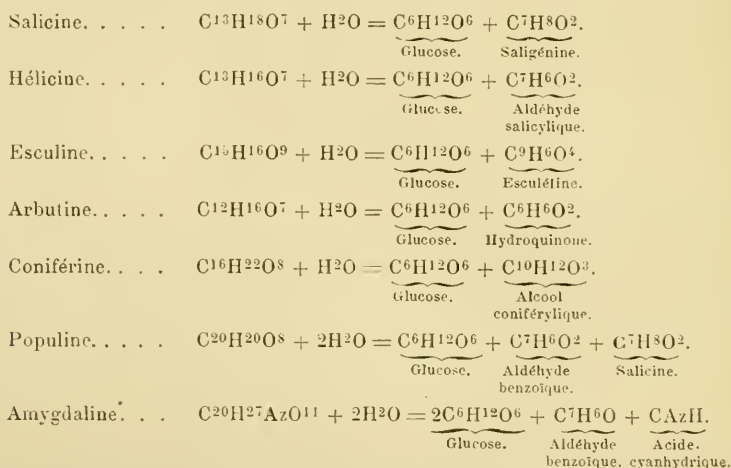 Salicine. . . . . C¹³H¹⁸O⁷ + H²O = C⁶H¹²O⁶ + C⁷H⁸O².
Glucose. Saligénine.
Hélicine. . . . . C¹³H¹⁶O⁷ + H²O = C⁶H¹²O⁶ + C⁷H⁶O².
Glucose. Aldéhyde
salicylique.
Esculine. . . . . C¹⁵H¹⁶O⁹ + H²O = C⁶H¹²O⁶ + C⁹H⁶O⁴.
Glucose. Esculétine.
Arbutine. . . . . C¹²H¹⁶O⁷ + H²O = C⁶H¹²O⁶ + C⁶H⁶O².
Glucose. Hydroquinone.
Coniférine. . . . C¹⁶H²²O⁸ + H²O = C⁶H¹²O⁶ + C¹⁰H¹²O³.
Glucose. Alcool
coniférylique.
Populine. . . . . C²⁰H²⁰O⁸ + 2H²O = C⁶H¹²O⁶ + C⁷H⁶O² + C⁷H⁸O².
Glucose. Aldéhyde Salicine.
benzoïque.
Amygdaline. . . C²⁰H²⁷AzO¹¹ + 2H²O = 2C⁶H¹²O⁶ + C⁷H⁶O + CAzH.
Glucose. Aldéhyde Acide.
benzoïque. cyanhydrique.